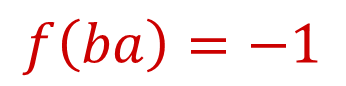 f(ba) = −1